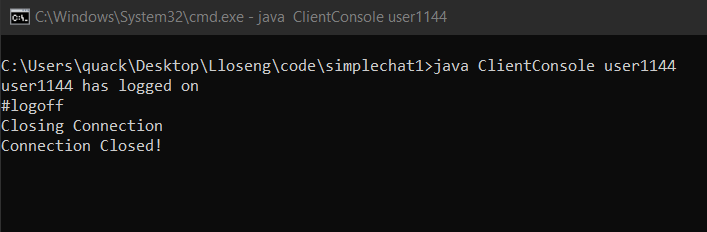 C:\Windows\System32\cmd.exe - java  ClientConsole user1144
C:\Users\quack\Desktop\Lloseng\code\simplechat1>java ClientConsole user1144
user1144 has logged on
#logoff
Closing Connection
Connection Closed!